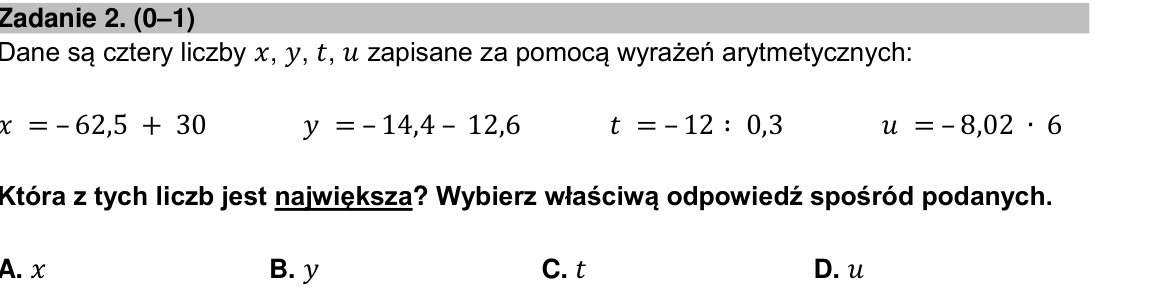 Zadanie 2. (0–1)
Dane są cztery liczby x, y, t, u zapisane za pomocą wyrażeń arytmetycznych:
x = – 62,5 + 30 y = – 14,4 – 12,6 t = – 12 : 0,3 u = – 8,02 · 6
Która z tych liczb jest największa? Wybierz właściwą odpowiedź spośród podanych.
A. x B. y C. t D. u